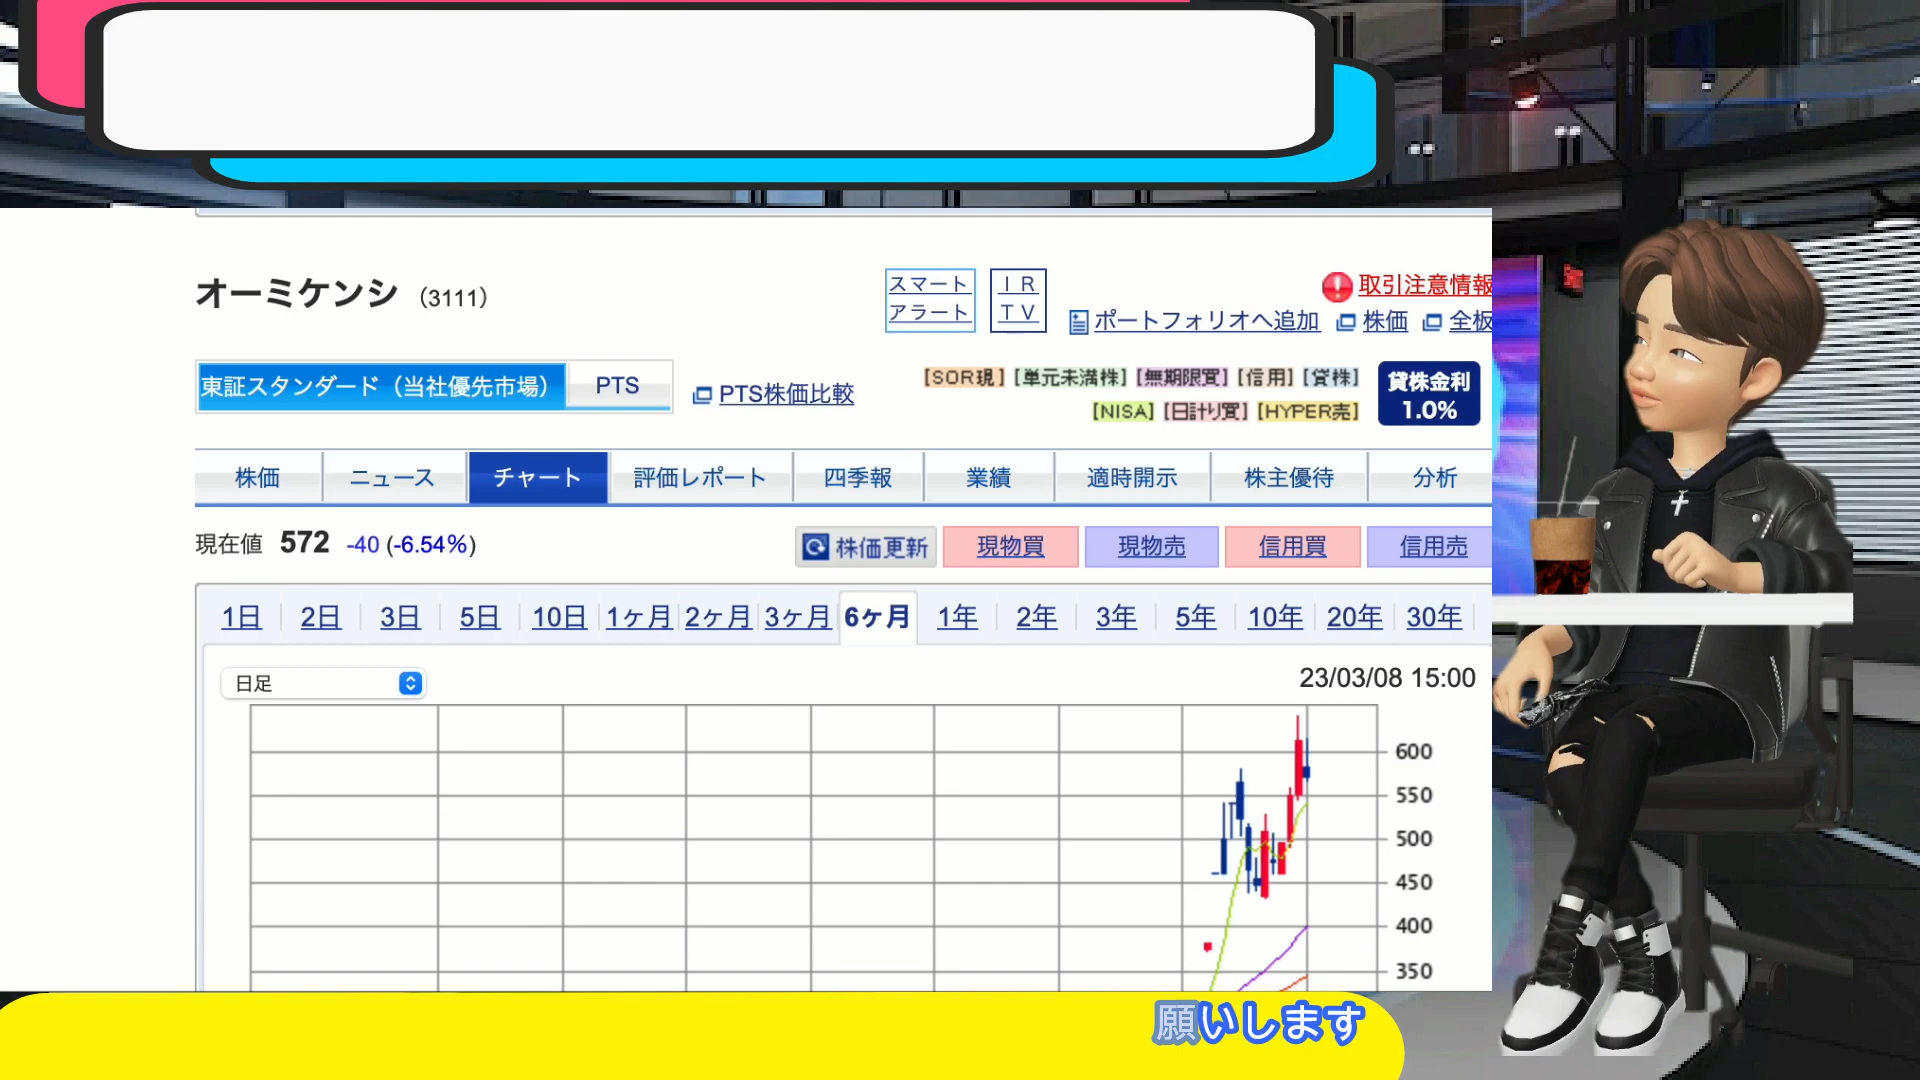 オーミケンシ (3111)
スマート
アラート
I R
T V
取引注意情報
ポートフォリオへ追加 株価 全板
東証スタンダード（当社優先市場） PTS
PTS株価比較
[SOR現] [単元未満株] [無期限買] [信用] [貸株]
[NISA] [日計り買] [HYPER売]
貸株金利
1.0%
株価 ニュース チャート 評価レポート 四季報 業績 適時開示 株主優待 分析
現在値 572 -40 (-6.54%)
株価更新 現物買 現物売 信用買 信用売
1日 2日 3日 5日 10日 1ヶ月 2ヶ月 3ヶ月 6ヶ月 1年 2年 3年 5年 10年 20年 30年
日足
23/03/08 15:00
600
550
500
450
400
350
願いします